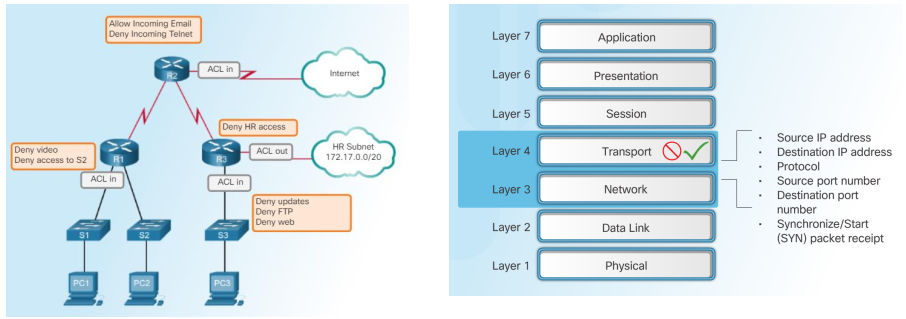 Allow Incoming Email
Deny Incoming Telnet
R2
ACL in
Internet
Deny HR access
Deny video
Deny access to S2
R1
R3
ACL out
HR Subnet
172.17.0.0/20
ACL in
ACL in
Deny updates
Deny FTP
Deny web
S1
S2
S3
PC1
PC2
PC3
Layer 7
Application
Layer 6
Presentation
Layer 5
Session
Layer 4
Transport
Layer 3
Network
Layer 2
Data Link
Layer 1
Physical
• Source IP address
• Destination IP address
• Protocol
• Source port number
• Destination port
number
• Synchronize/Start
(SYN) packet receipt